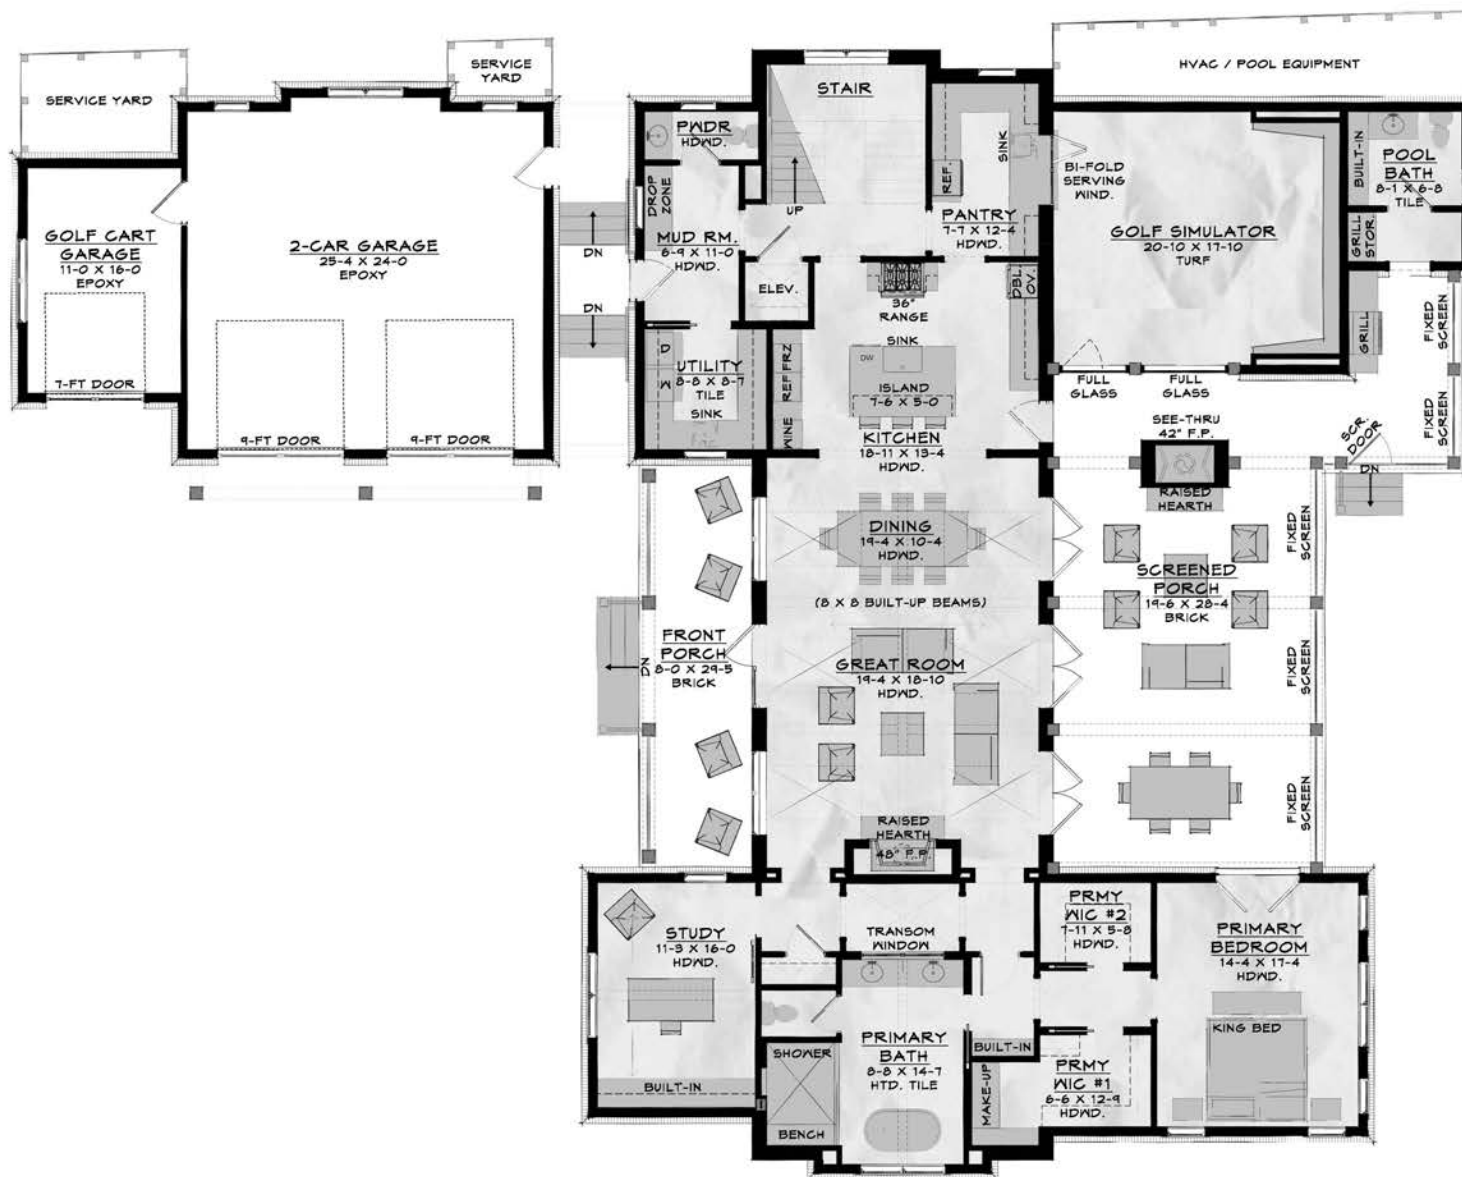 SERVICE YARD
SERVICE
YARD
STAIR
HVAC / POOL EQUIPMENT
PWDR
HDWD.
SINK
REF.
BUILT-IN
POOL
BATH
8-1 X 6-8
TILE
BI-FOLD
SERVING
WIND.
DROP
ZONE
UP
PANTRY
7-7 X 12-4
HDWD.
GOLF SIMULATOR
20-10 X 17-10
TURF
GRILL
STOR.
GOLF CART
GARAGE
11-0 X 16-0
EPOXY
2-CAR GARAGE
25-4 X 24-0
EPOXY
DN
MUD RM.
6-9 X 11-0
HDWD.
ELEV.
DBL.
OV.
36"
RANGE
DN
GRILL
FIXED
SCREEN
SINK
DW
D
W
UTILITY
8-8 X 8-7
TILE
SINK
FRZ
REF
WINE
ISLAND
7-6 X 5-0
7-FT DOOR
FULL
GLASS
FULL
GLASS
FIXED
SCREEN
9-FT DOOR
9-FT DOOR
KITCHEN
18-11 X 13-4
HDWD.
SEE-THRU
42" F.P.
SCR.
DOOR
DN
RAISED
HEARTH
DINING
19-4 X 10-4
HDWD.
FIXED
SCREEN
SCREENED
PORCH
19-6 X 28-4
BRICK
(8 X 8 BUILT-UP BEAMS)
FRONT
PORCH
8-0 X 29-5
BRICK
DN
GREAT ROOM
19-4 X 18-10
HDWD.
FIXED
SCREEN
FIXED
SCREEN
RAISED
HEARTH
48" F.P.
STUDY
11-3 X 16-0
HDWD.
TRANSOM
WINDOW
PRMY
WIC #2
7-11 X 5-8
HDWD.
PRIMARY
BEDROOM
14-4 X 17-4
HDWD.
KING BED
SHOWER
PRIMARY
BATH
8-8 X 14-7
HTD. TILE
BUILT-IN
PRMY
WIC #1
6-6 X 12-9
HDWD.
MAKE-UP
BUILT-IN
BENCH